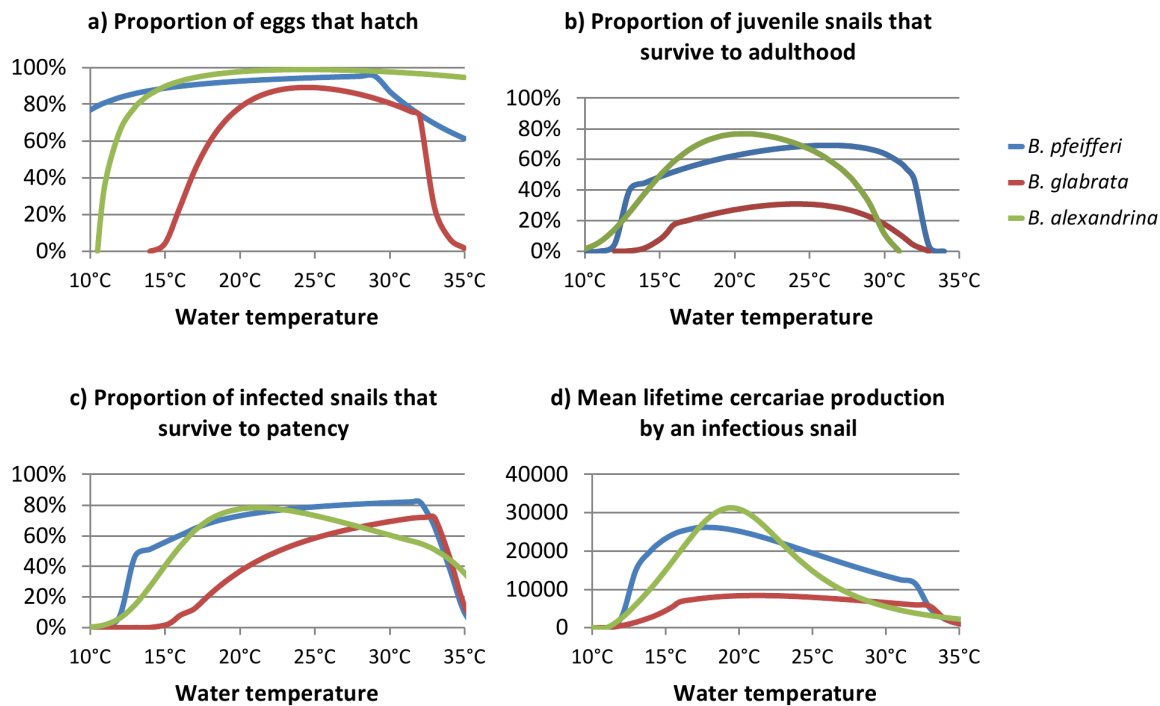 a) Proportion of eggs that hatch
100%
80%
60%
40%
20%
0%
10°C 15°C 20°C 25°C 30°C 35°C
Water temperature
b) Proportion of juvenile snails that
survive to adulthood
100%
80%
60%
40%
20%
0%
10°C 15°C 20°C 25°C 30°C 35°C
Water temperature
B. pfeifferi
B. glabrata
B. alexandrina
c) Proportion of infected snails that
survive to patency
100%
80%
60%
40%
20%
0%
10°C 15°C 20°C 25°C 30°C 35°C
Water temperature
d) Mean lifetime cercariae production
by an infectious snail
40000
30000
20000
10000
0
10°C 15°C 20°C 25°C 30°C 35°C
Water temperature